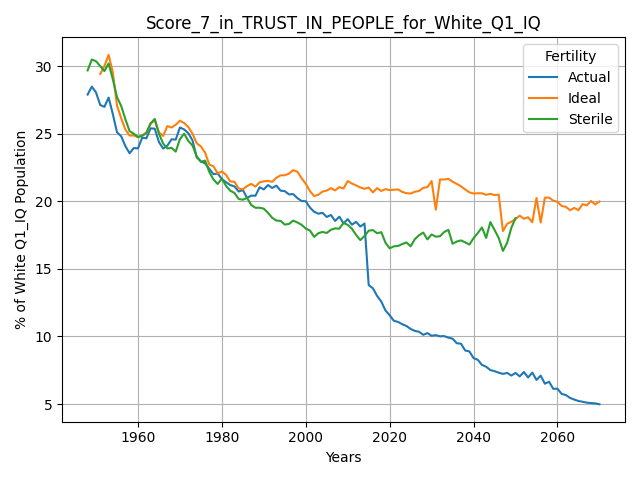 Score_7_in_TRUST_IN_PEOPLE_for_White_Q1_IQ
% of White Q1_IQ Population
30
25
20
15
10
5
Fertility
Actual
Ideal
Sterile
1960
1980
2000
2020
2040
2060
Years